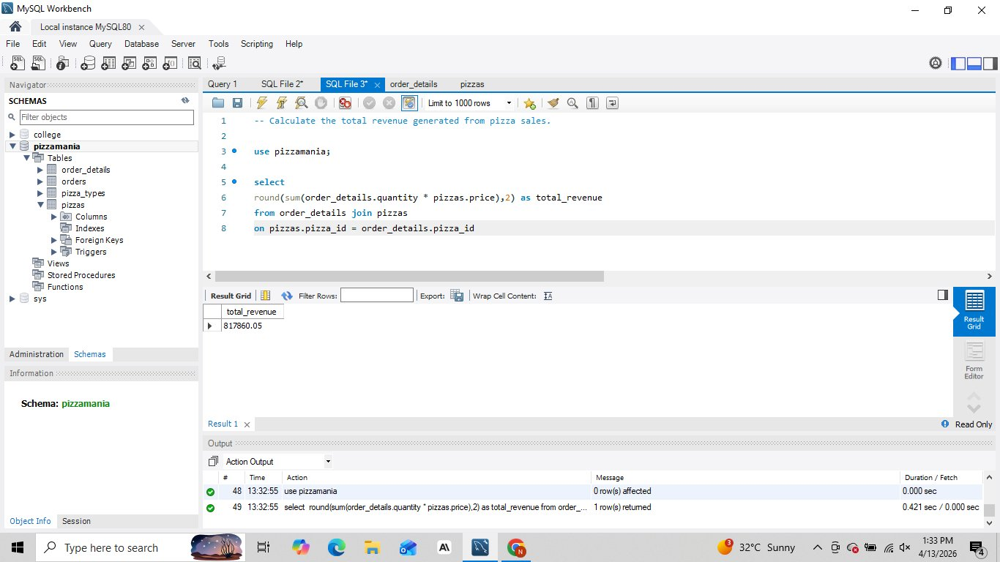 MySQL Workbench
Local instance MySQL80
File Edit View Query Database Server Tools Scripting Help
Navigator
SCHEMAS
Filter objects
college
pizzamania
Tables
order_details
orders
pizza_types
pizzas
Columns
Indexes
Foreign Keys
Triggers
Views
Stored Procedures
Functions
sys
Administration Schemas
Information
Schema: pizzamania
Object Info Session
Query 1 SQL File 2* SQL File 3* order_details pizzas
Limit to 1000 rows
1 -- Calculate the total revenue generated from pizza sales.
2
3 use pizzamania;
4
5 select
6 round(sum(order_details.quantity * pizzas.price),2) as total_revenue
7 from order_details join pizzas
8 on pizzas.pizza_id = order_details.pizza_id
Result Grid Filter Rows: Export: Wrap Cell Content:
total_revenue
817860.05
Result Grid
Form Editor
Result 1
Read Only
Output
Action Output
# Time Action Message Duration / Fetch
48 13:32:55 use pizzamania 0 row(s) affected 0.000 sec
49 13:32:55 select round(sum(order_details.quantity * pizzas.price),2) as total_revenue from order_... 1 row(s) returned 0.421 sec / 0.000 sec
Type here to search
3
32°C Sunny
1:33 PM
4/13/2026
4